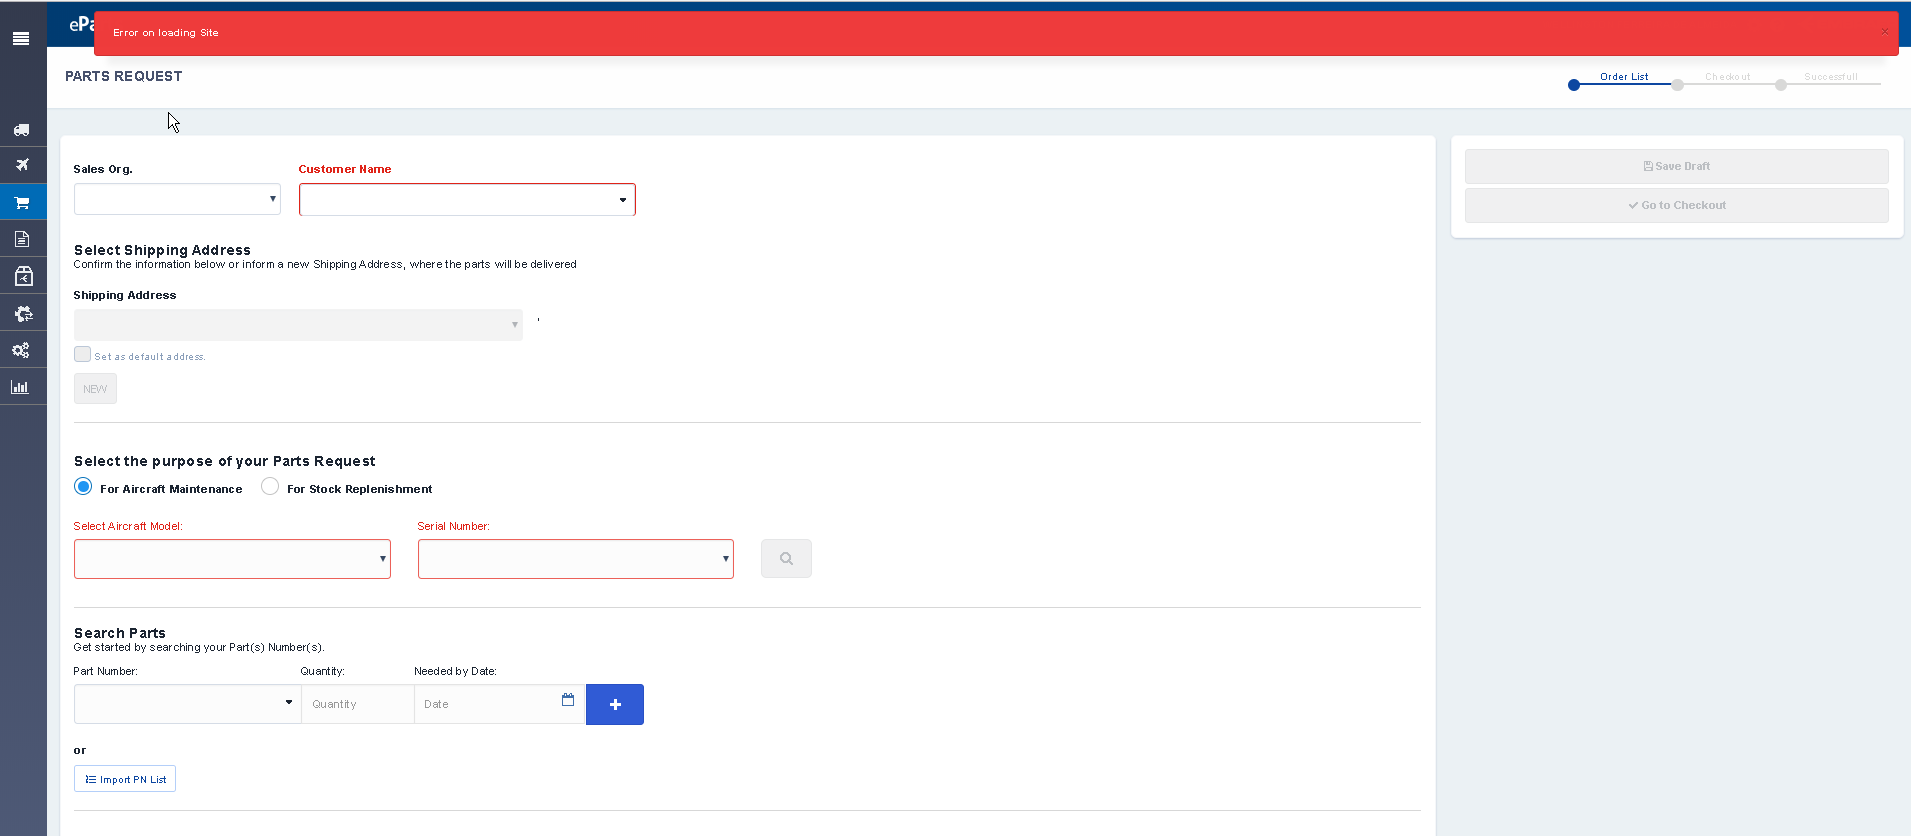 Error on loading Site
×
PARTS REQUEST
Order List
Checkout
Successfull
Sales Org.
Customer Name
Save Draft
Go to Checkout
Select Shipping Address
Confirm the information below or inform a new Shipping Address, where the parts will be delivered
Shipping Address
,
Set as default address.
NEW
Select the purpose of your Parts Request
For Aircraft Maintenance
For Stock Replenishment
Select Aircraft Model:
Serial Number:
Search Parts
Get started by searching your Part(s) Number(s).
Part Number:
Quantity:
Needed by Date:
Quantity
Date
+
or
Import PN List